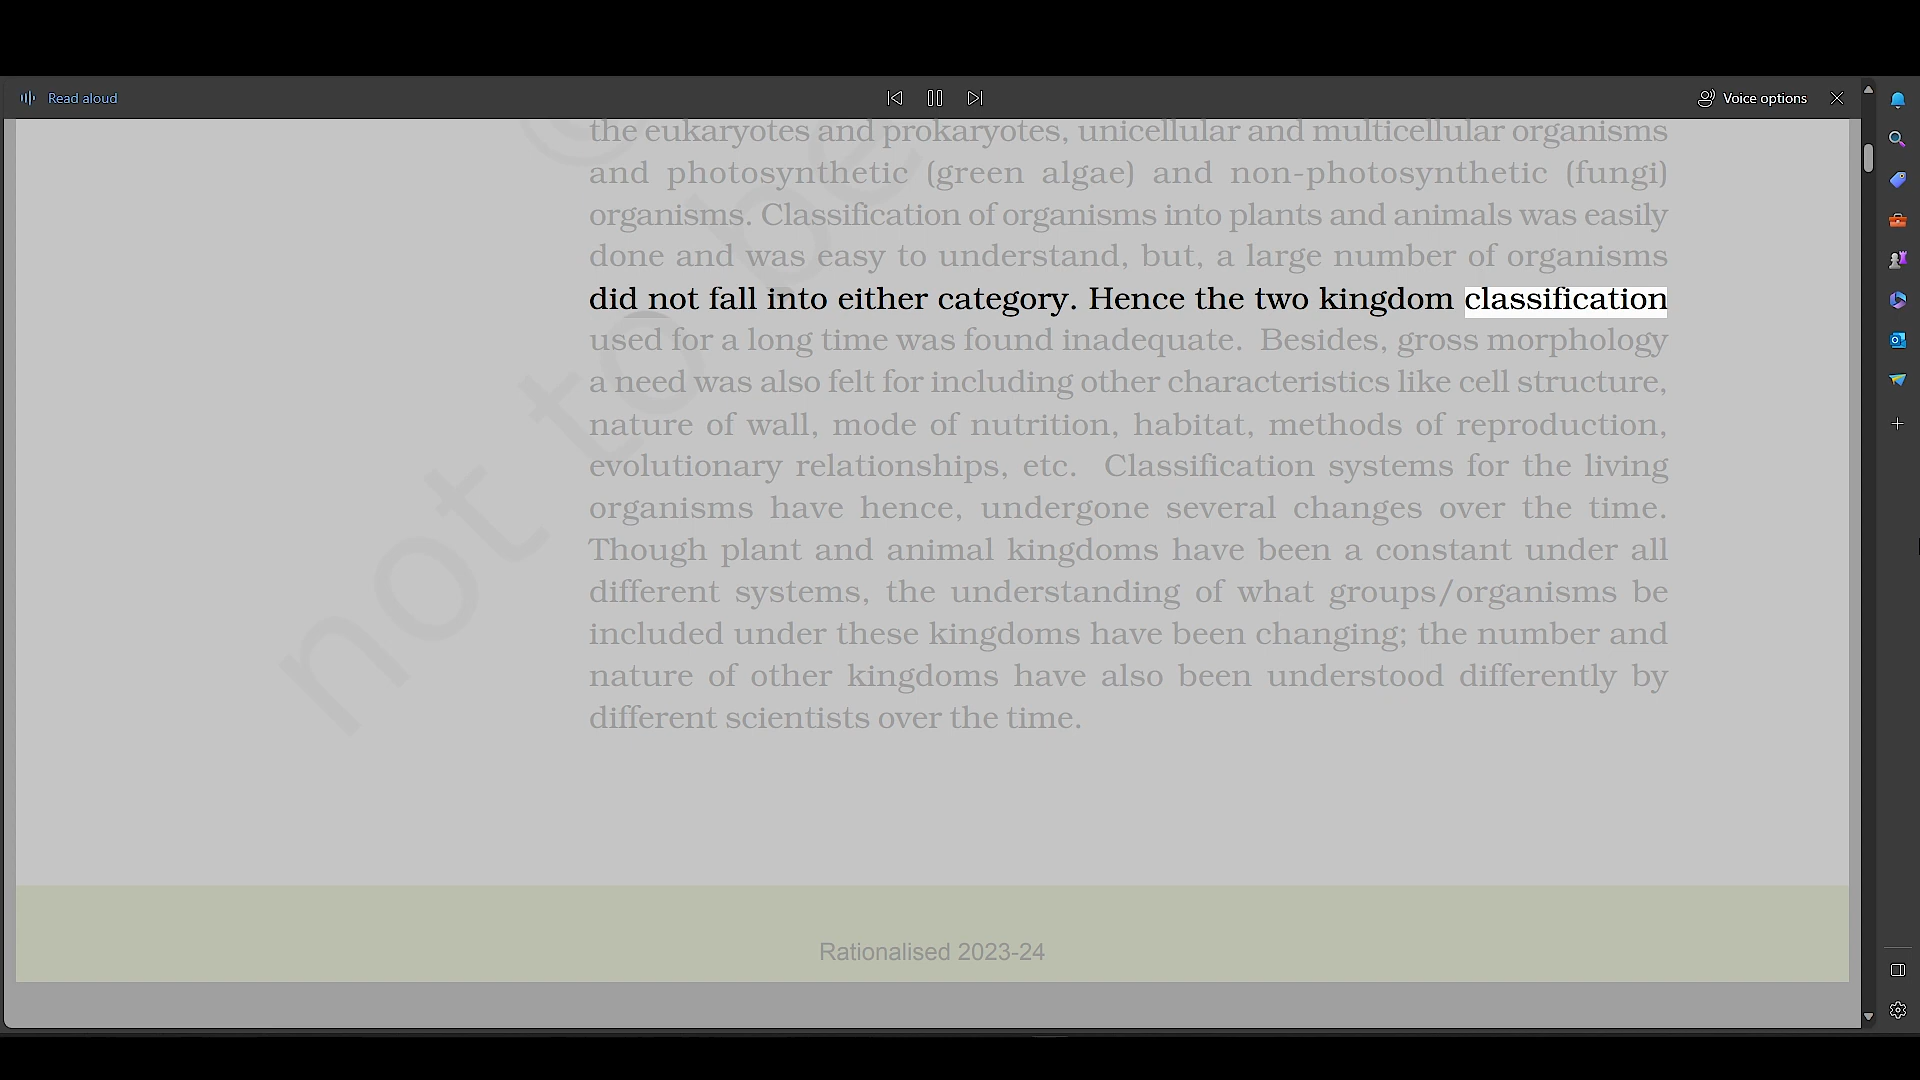 Read aloud
Voice options
the eukaryotes and prokaryotes, unicellular and multicellular organisms
and photosynthetic (green algae) and non-photosynthetic (fungi)
organisms. Classification of organisms into plants and animals was easily
done and was easy to understand, but, a large number of organisms
did not fall into either category. Hence the two kingdom classification
used for a long time was found inadequate. Besides, gross morphology
a need was also felt for including other characteristics like cell structure,
nature of wall, mode of nutrition, habitat, methods of reproduction,
evolutionary relationships, etc. Classification systems for the living
organisms have hence, undergone several changes over the time.
Though plant and animal kingdoms have been a constant under all
different systems, the understanding of what groups/organisms be
included under these kingdoms have been changing; the number and
nature of other kingdoms have also been understood differently by
different scientists over the time.
not to be
©
Rationalised 2023-24